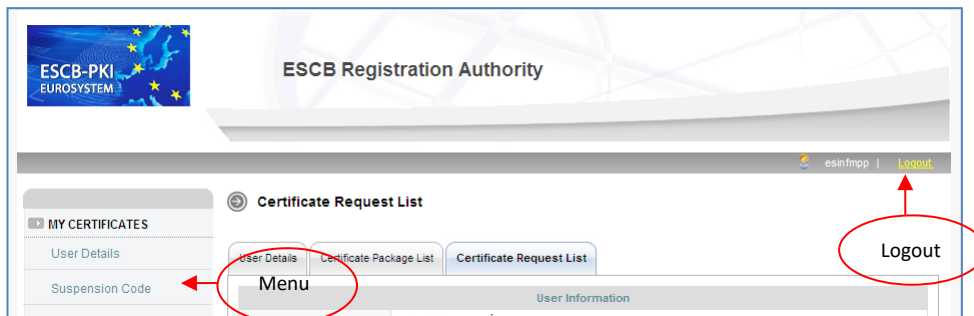 ESCB-PKI
EUROSYSTEM
ESCB Registration Authority
esinfmpp | Logout
Certificate Request List
MY CERTIFICATES
User Details
Suspension Code
User Details
Certificate Package List
Certificate Request List
User Information
Menu
Logout